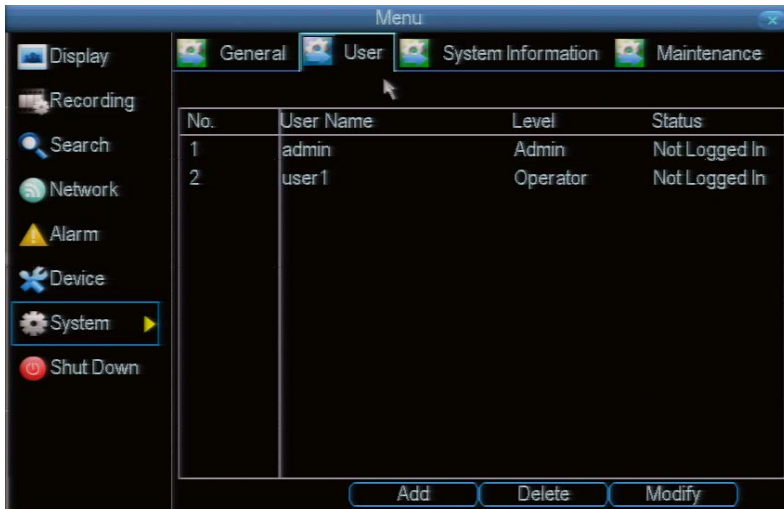 Menu
Display
Recording
Search
Network
Alarm
Device
System
Shut Down
General User System Information Maintenance
No. User Name Level Status
1 admin Admin Not Logged In
2 user1 Operator Not Logged In
Add Delete Modify